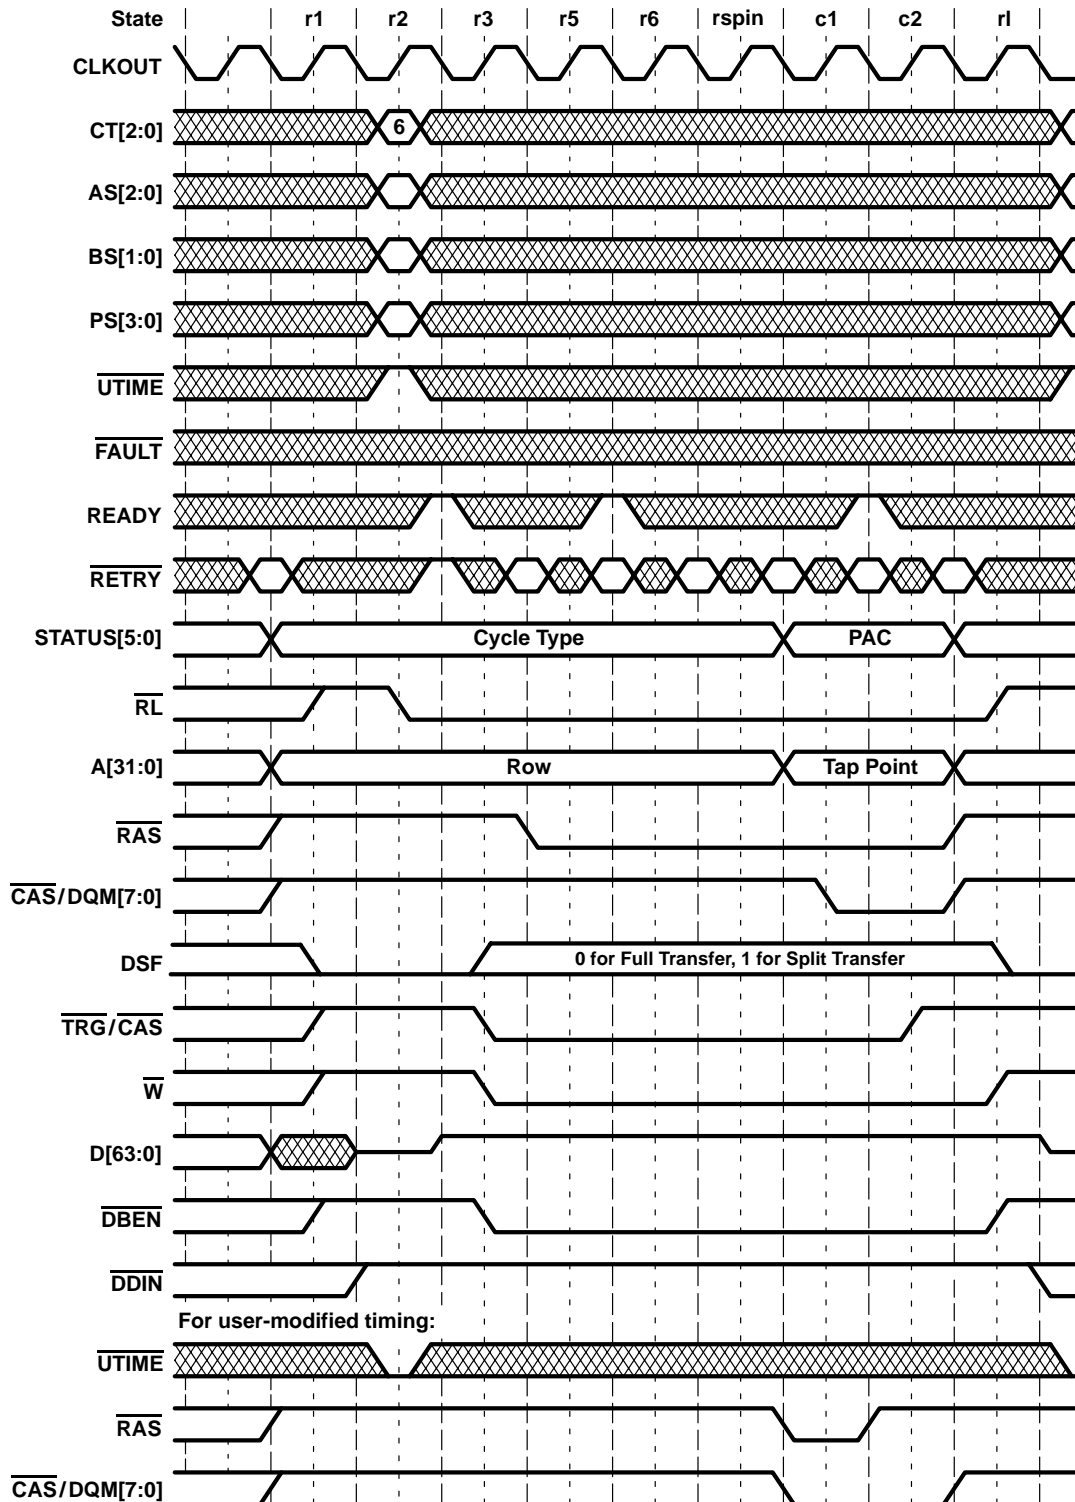 State r1 r2 r3 r5 r6 rspin c1 c2 rl
CLKOUT
CT[2:0] 6
AS[2:0]
BS[1:0]
PS[3:0]
UTIME
FAULT
READY
RETRY
STATUS[5:0] Cycle Type PAC
RL
A[31:0] Row Tap Point
RAS
CAS/DQM[7:0]
DSF 0 for Full Transfer, 1 for Split Transfer
TRG/CAS
W
D[63:0]
DBEN
DDIN
For user-modified timing:
UTIME
RAS
CAS/DQM[7:0]